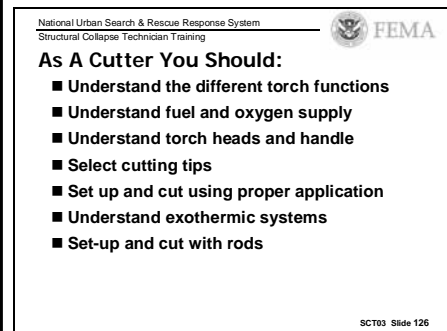 National Urban Search & Rescue Response System
Structural Collapse Technician Training
FEMA
As A Cutter You Should:
■ Understand the different torch functions
■ Understand fuel and oxygen supply
■ Understand torch heads and handle
■ Select cutting tips
■ Set up and cut using proper application
■ Understand exothermic systems
■ Set-up and cut with rods
SCT03 Slide 126